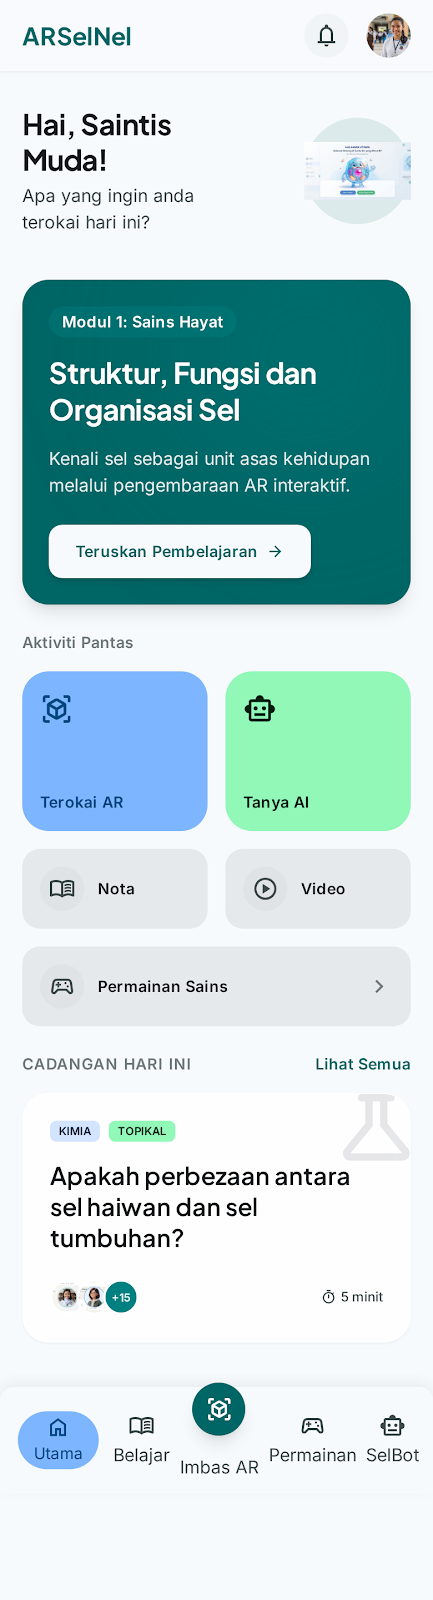 ARSelNel
Hai, Saintis
Muda!
Apa yang ingin anda
terokai hari ini?
Modul 1: Sains Hayat
Struktur, Fungsi dan
Organisasi Sel
Kenali sel sebagai unit asas kehidupan
melalui pengembaraan AR interaktif.
Teruskan Pembelajaran
Aktiviti Pantas
Terokai AR
Tanya AI
Nota
Video
Permainan Sains
CADANGAN HARI INI
Lihat Semua
KIMIA
TOPIKAL
Apakah perbezaan antara
sel haiwan dan sel
tumbuhan?
+15
5 minit
Utama
Belajar
Imbas AR
Permainan
SelBot